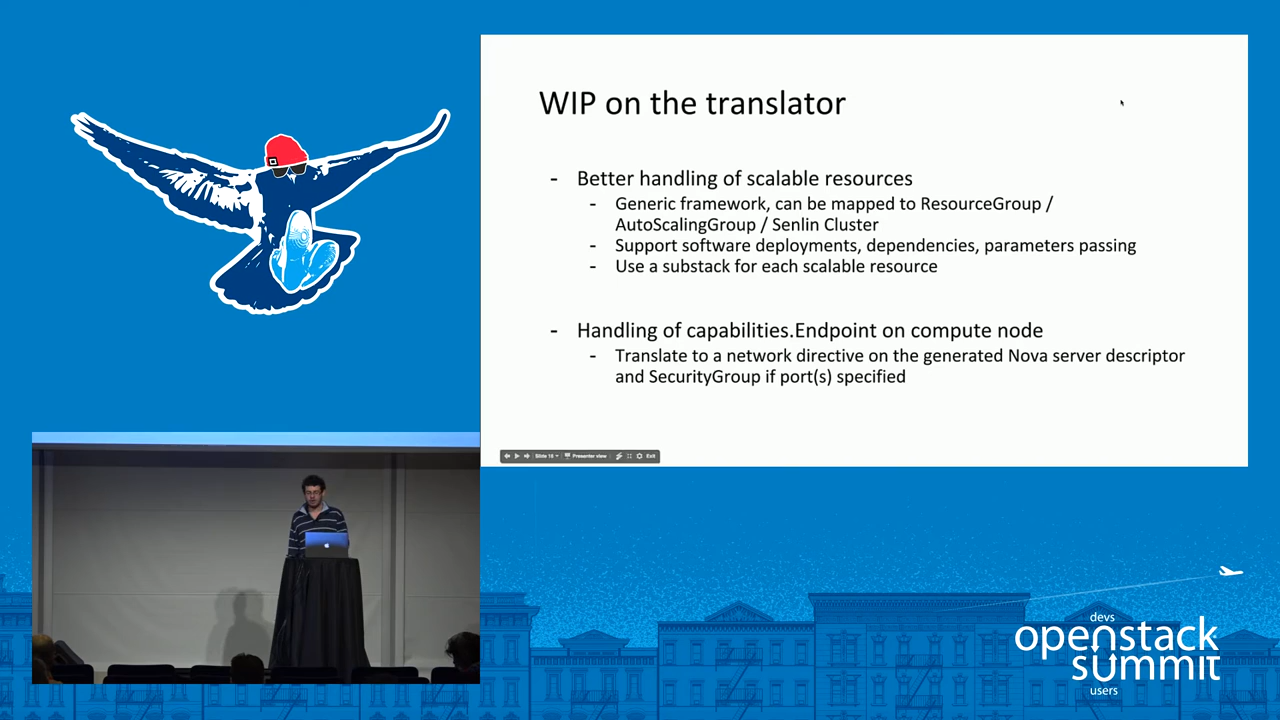 WIP on the translator
- Better handling of scalable resources
- Generic framework, can be mapped to ResourceGroup /
AutoScalingGroup / Senlin Cluster
- Support software deployments, dependencies, parameters passing
- Use a substack for each scalable resource
- Handling of capabilities.Endpoint on compute node
- Translate to a network directive on the generated Nova server descriptor
and SecurityGroup if port(s) specified
Slide 16 Presenter view Exit
devs
openstack
summit
users